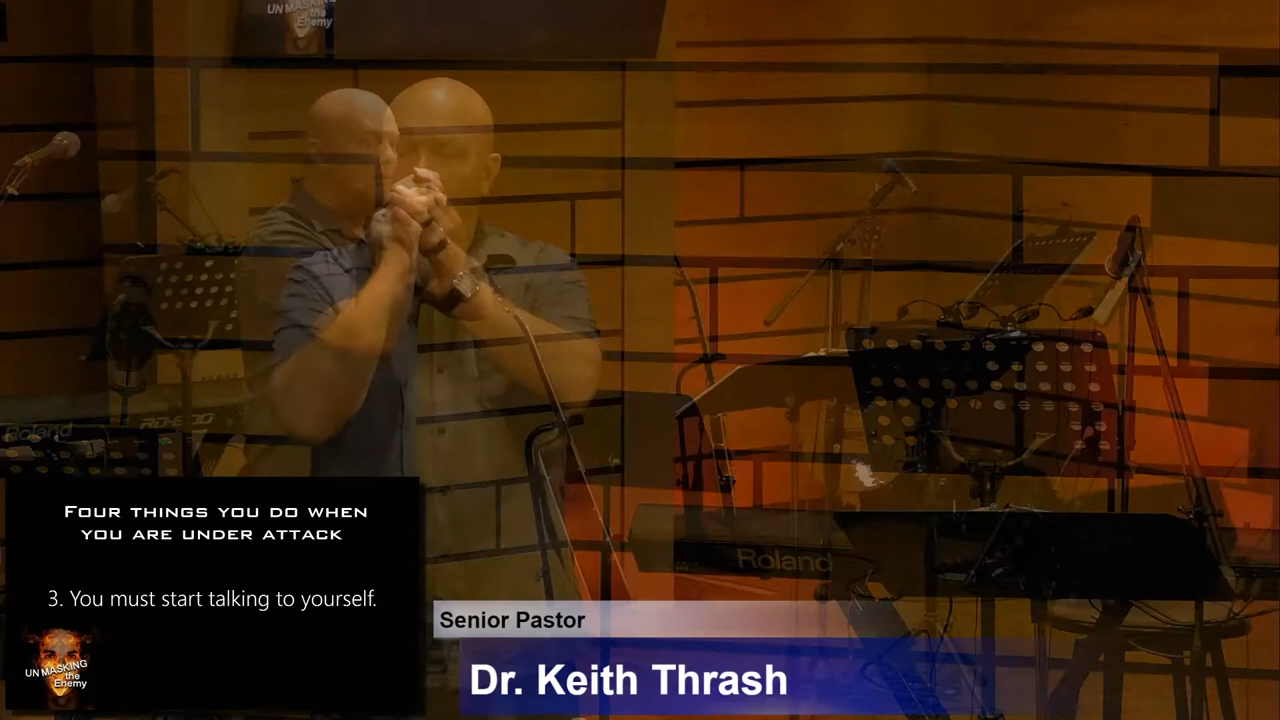 UN MASKING
the
Enemy
Roland
Roland
FOUR THINGS YOU DO WHEN
YOU ARE UNDER ATTACK
3. You must start talking to yourself.
UN MASKING
the
Enemy
Senior Pastor
Dr. Keith Thrash